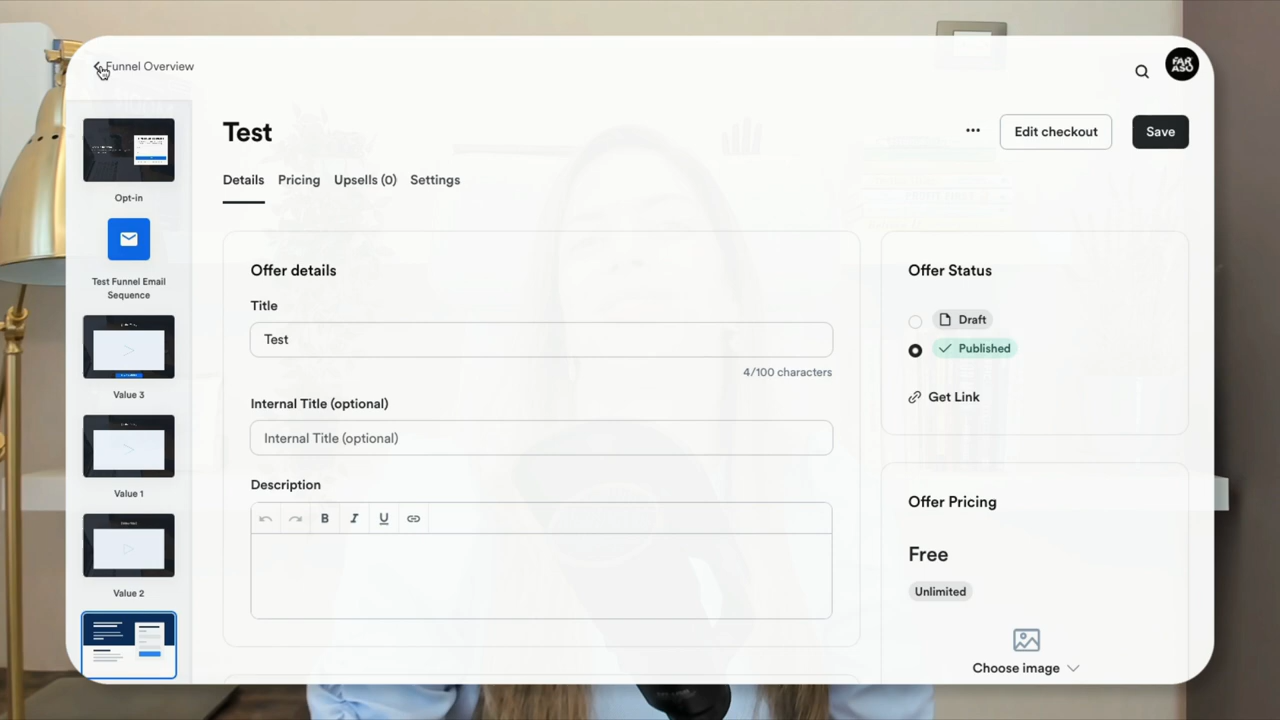 Funnel Overview
FAR
ASO
Test
Edit checkout
Save
Details
Pricing
Upsells (0)
Settings
Opt-in
Test Funnel Email
Sequence
Value 3
Value 1
Value 2
Offer details
Title
Test
4/100 characters
Internal Title (optional)
Internal Title (optional)
Description
B
I
U
Offer Status
Draft
Published
Get Link
Offer Pricing
Free
Unlimited
Choose image